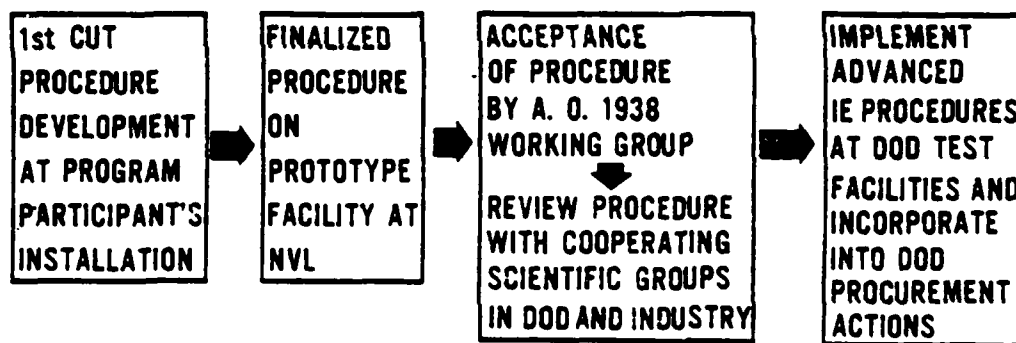 1st CUT
PROCEDURE
DEVELOPMENT
AT PROGRAM
PARTICIPANT'S
INSTALLATION
FINALIZED
PROCEDURE
ON
PROTOTYPE
FACILITY AT
NVL
ACCEPTANCE
OF PROCEDURE
BY A. O. 1938
WORKING GROUP
REVIEW PROCEDURE
WITH COOPERATING
SCIENTIFIC GROUPS
IN DOD AND INDUSTRY
IMPLEMENT
ADVANCED
IE PROCEDURES
AT DOD TEST
FACILITIES AND
INCORPORATE
INTO DOD
PROCUREMENT
ACTIONS